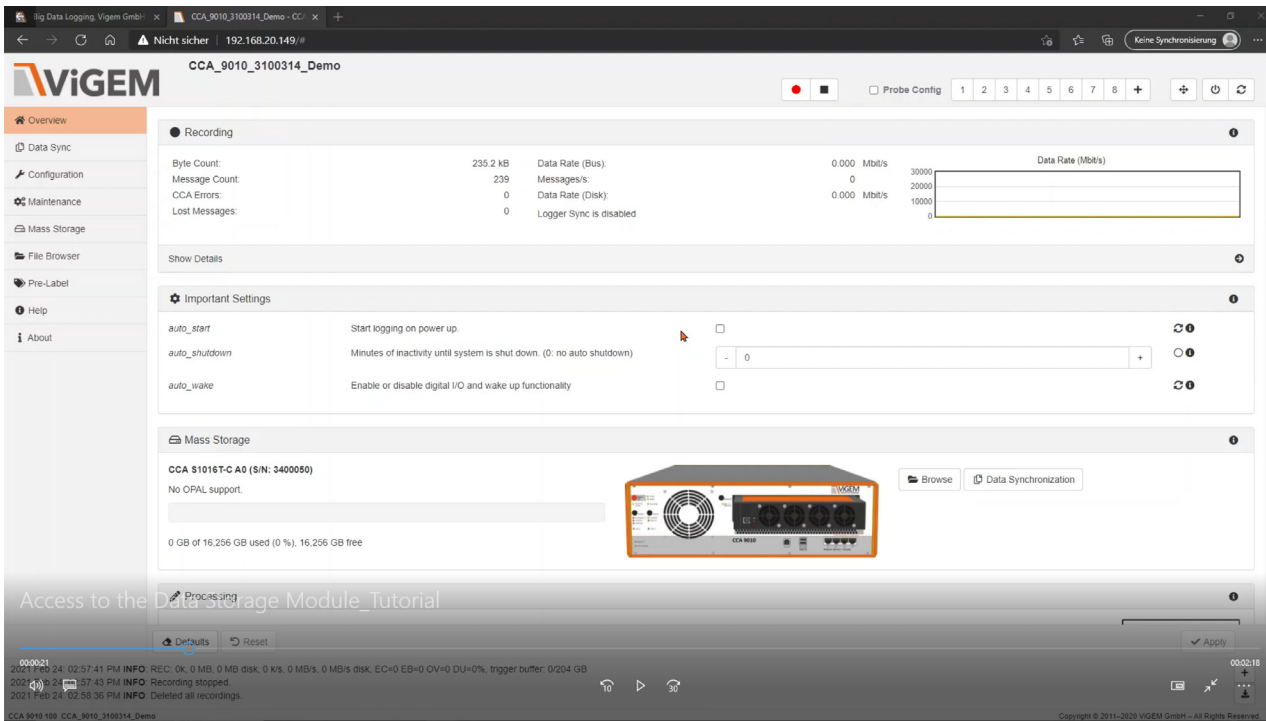 llig Data Logging, Vigem GmbH
CCA_9010_3100314_Demo - CC
Nicht sicher | 192.168.20.149/#
Keine Synchronisierung
ViGEM
CCA_9010_3100314_Demo
Probe Config 1 2 3 4 5 6 7 8 +
Overview
Data Sync
Configuration
Maintenance
Mass Storage
File Browser
Pre-Label
Help
About
Recording
Byte Count: 235.2 kB Data Rate (Bus): 0.000 Mbit/s
Message Count: 239 Messages/s: 0
CCA Errors: 0 Data Rate (Disk): 0.000 Mbit/s
Lost Messages: 0 Logger Sync is disabled
Data Rate (Mbit/s)
30000
20000
10000
0
Show Details
Important Settings
auto_start Start logging on power up.
auto_shutdown Minutes of inactivity until system is shut down. (0: no auto shutdown) - 0 +
auto_wake Enable or disable digital I/O and wake up functionality
Mass Storage
CCA S1016T-C A0 (S/N: 3400050)
No OPAL support.
0 GB of 16,256 GB used (0 %), 16,256 GB free
ViGEM
CCA 9010
Browse
Data Synchronization
Processing
Access to the Data Storage Module_Tutorial
Defaults Reset Apply
00:00:21 00:02:18
2021 Feb 24, 02:57:41 PM INFO: REC: 0k, 0 MB, 0 MB disk, 0 k/s, 0 MB/s, 0 MB/s disk, EC=0 EB=0 OV=0 DU=0%, trigger buffer: 0/204 GB
2021 Feb 24, 02:57:43 PM INFO: Recording stopped.
2021 Feb 24, 02:58:36 PM INFO: Deleted all recordings.
10 30
CCA 9010 100 CCA_9010_3100314_Demo
Copyright © 2011–2020 ViGEM GmbH – All Rights Reserved